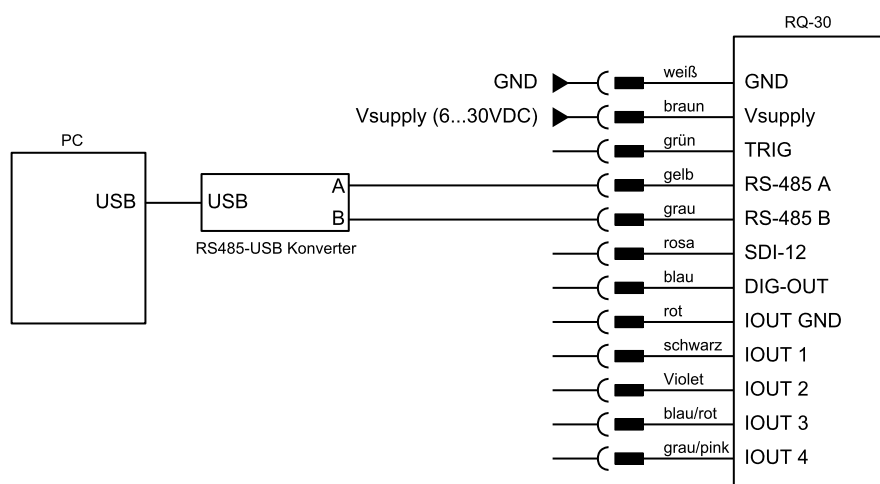 RQ-30
GND
weiß
GND
Vsupply (6...30VDC)
braun
Vsupply
PC
grün
TRIG
USB
USB
A
gelb
RS-485 A
B
grau
RS-485 B
RS485-USB Konverter
rosa
SDI-12
blau
DIG-OUT
rot
IOUT GND
schwarz
IOUT 1
Violet
IOUT 2
blau/rot
IOUT 3
grau/pink
IOUT 4